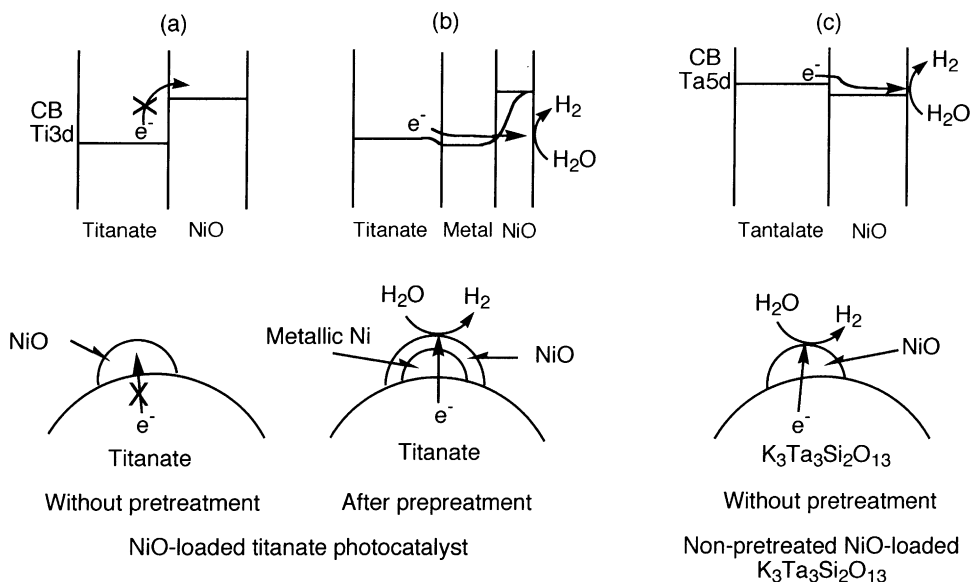 (a)
CB
Ti3d
e-
Titanate NiO
(b)
e-
H2
H2O
Titanate Metal NiO
(c)
CB
Ta5d
e-
H2
H2O
Tantalate NiO
NiO
e-
Titanate
Without pretreatment
H2O H2
Metallic Ni
NiO
e-
Titanate
After prepreatment
NiO-loaded titanate photocatalyst
H2O
H2
NiO
e-
K3Ta3Si2O13
Without pretreatment
Non-pretreated NiO-loaded
K3Ta3Si2O13